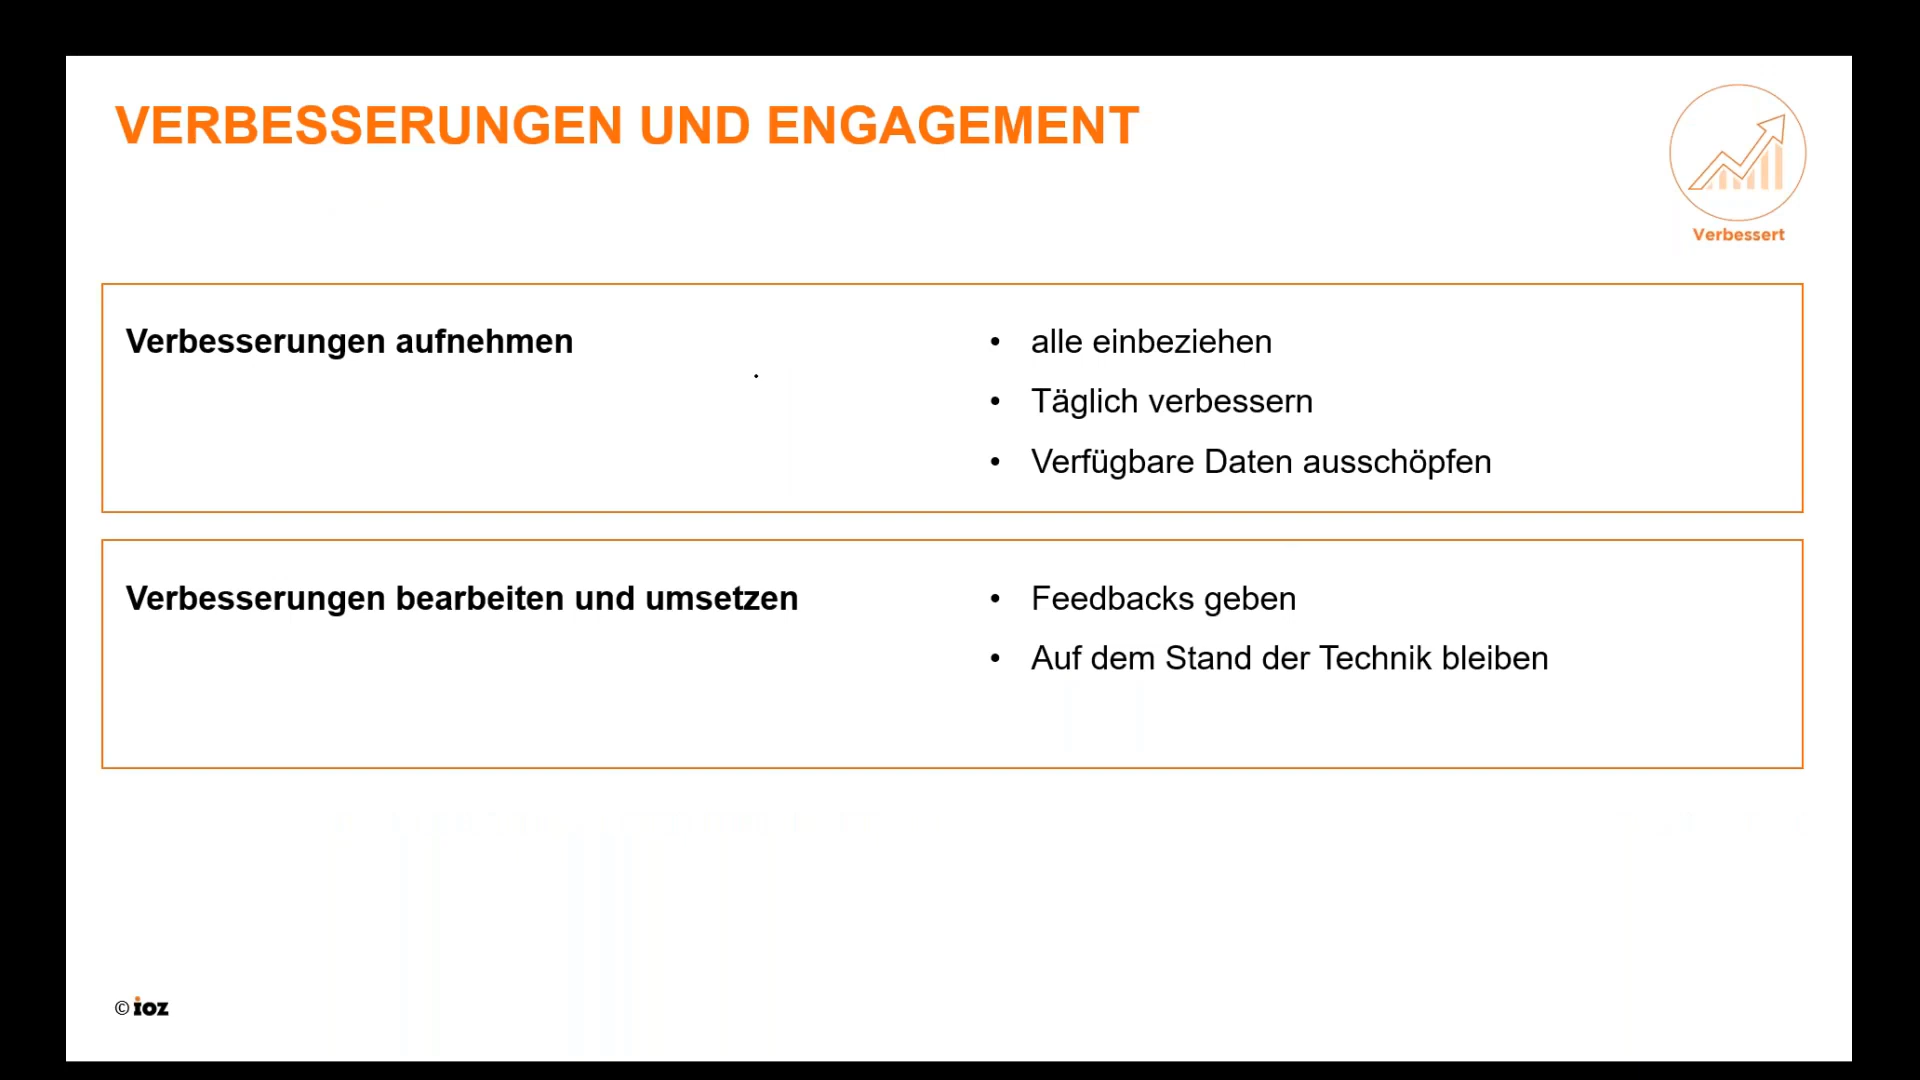 VERBESSERUNGEN UND ENGAGEMENT
Verbessert
Verbesserungen aufnehmen
• alle einbeziehen
• Täglich verbessern
• Verfügbare Daten ausschöpfen
Verbesserungen bearbeiten und umsetzen
• Feedbacks geben
• Auf dem Stand der Technik bleiben
© ioz